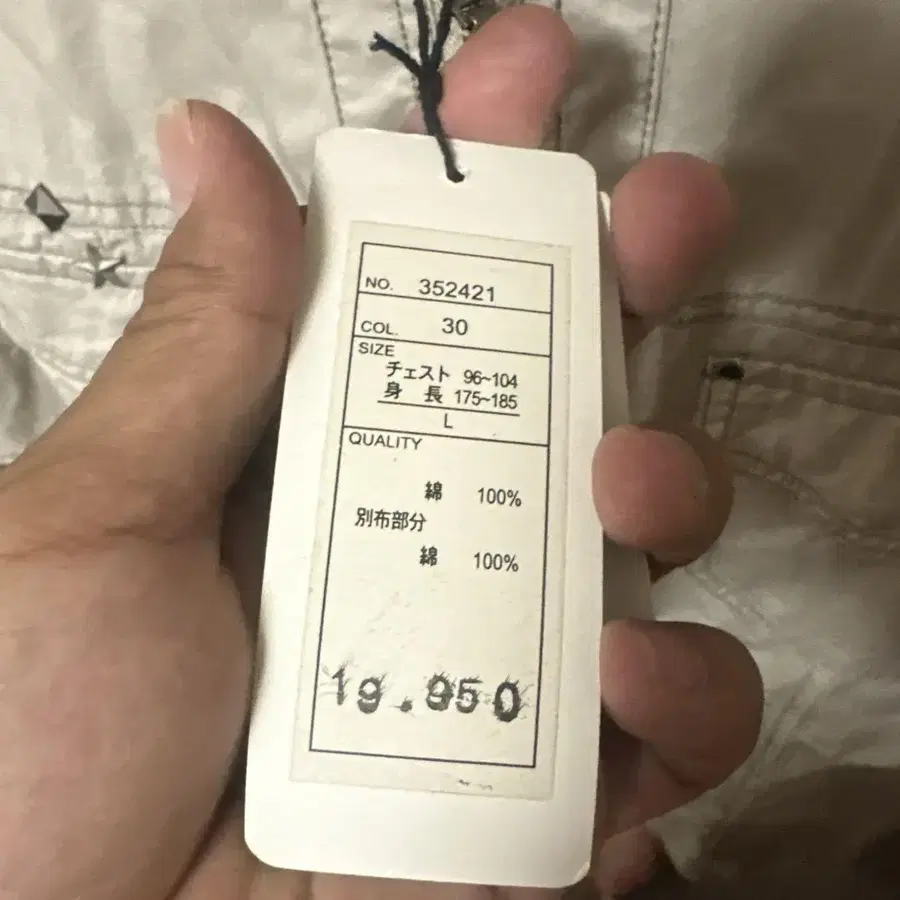 NO. 352421
COL. 30
SIZE
チェスト 96~104
身長 175~185
L
QUALITY
綿 100%
別布部分
綿 100%
19.950